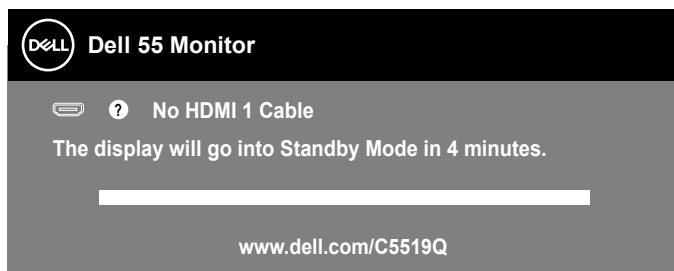 DELL Dell 55 Monitor
? No HDMI 1 Cable
The display will go into Standby Mode in 4 minutes.
www.dell.com/C5519Q